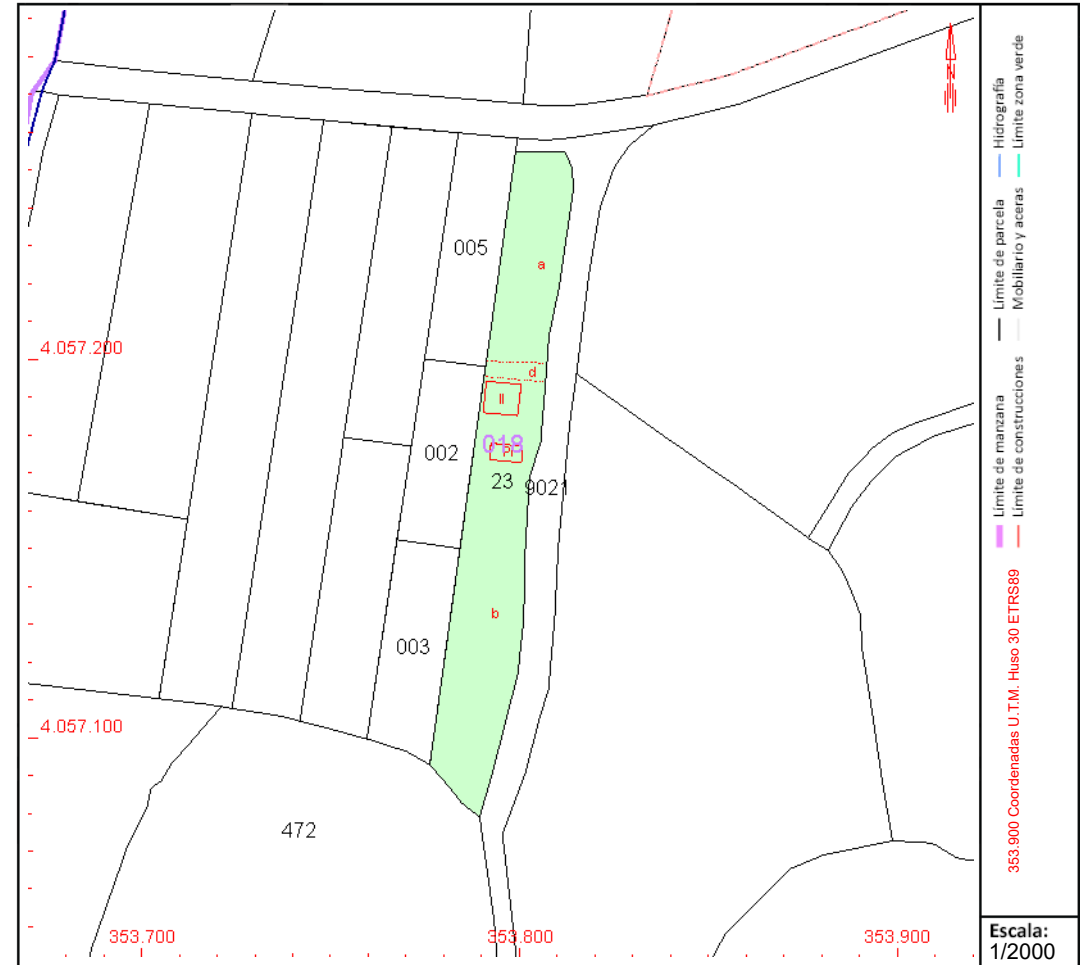 N
005
a
4.057.200
d
II
018
002
PI
23
9021
b
003
4.057.100
472
353.700
353.800
353.900
353.900 Coordenadas U.T.M. Huso 30 ETRS89
Límite de manzana
Límite de parcela
Hidrografía
Límite de construcciones
Mobiliario y aceras
Límite zona verde
Escala:
1/2000